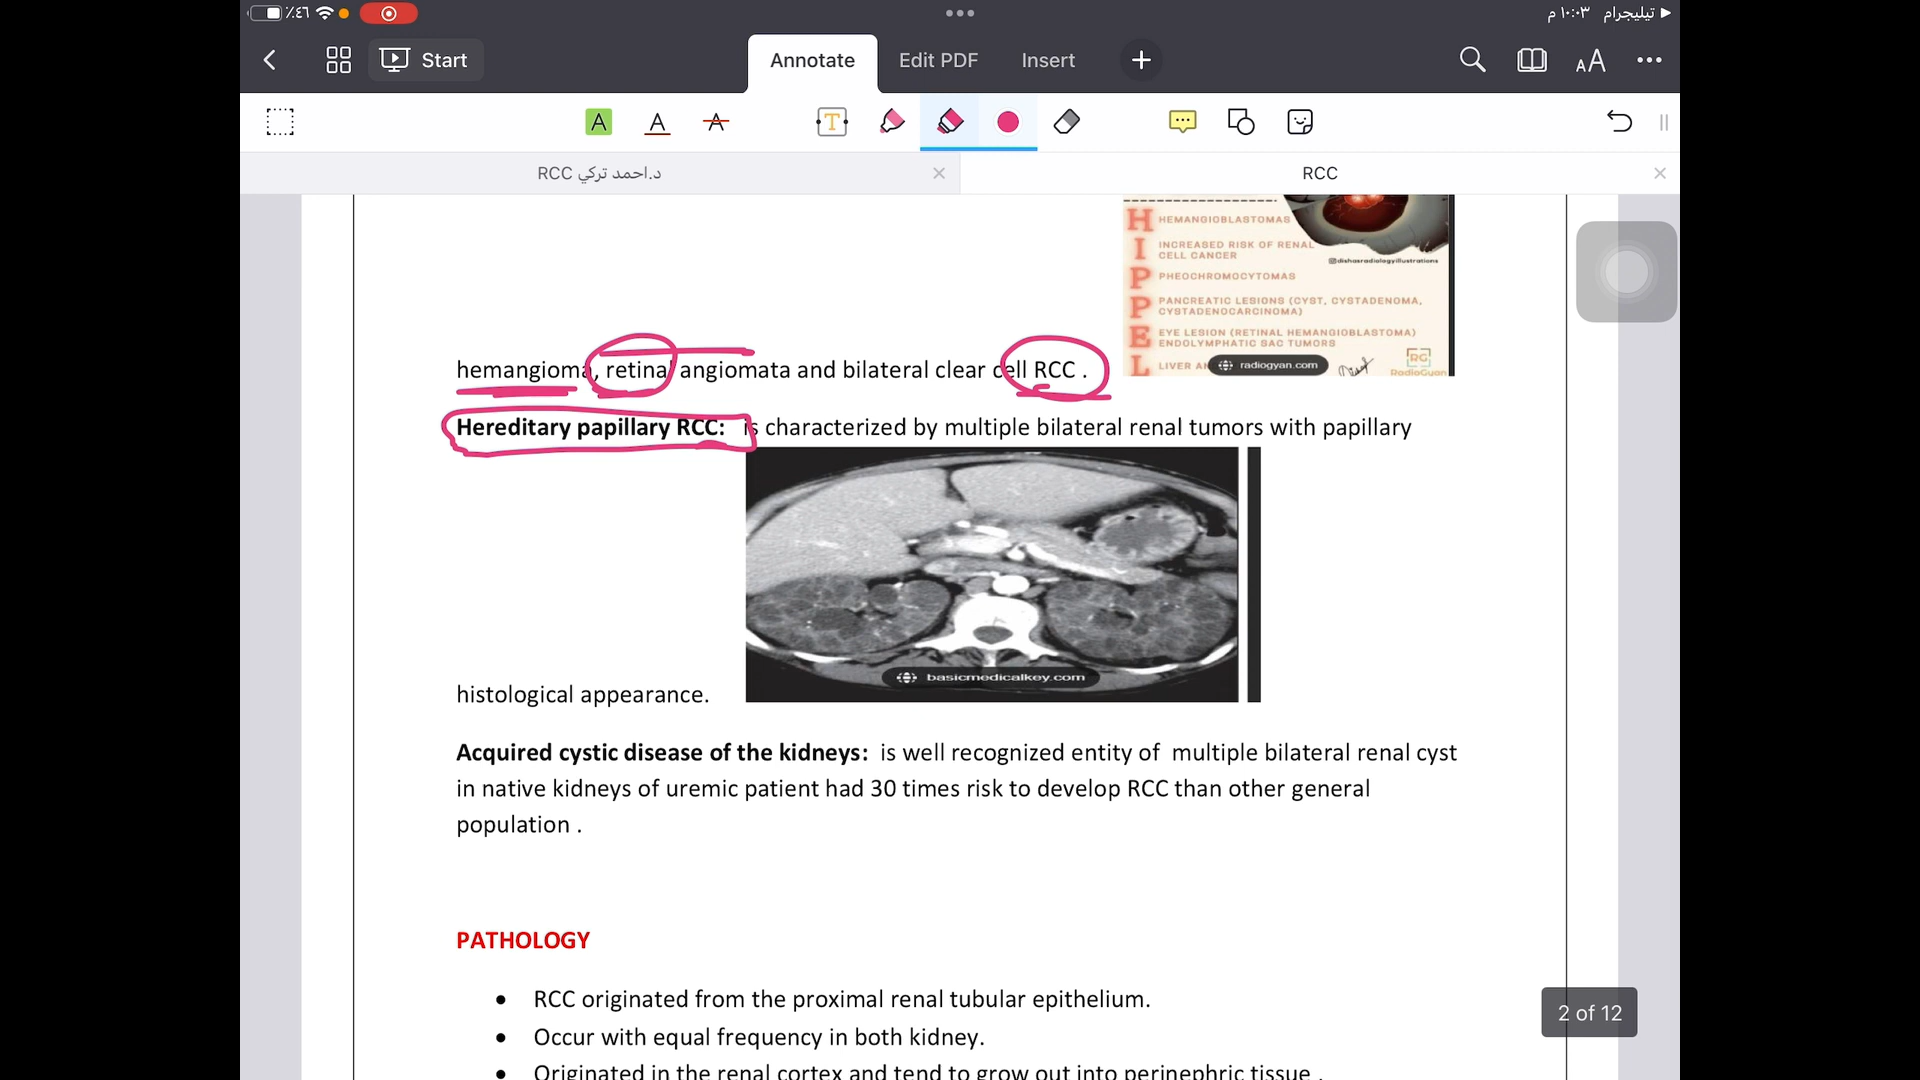 ٪٤٦
١٠:٠٣ م تيليجرام
Start
Annotate
Edit PDF
Insert
AA
A
A
A
T
RCC د.احمد تركي
RCC
H HEMANGIOBLASTOMAS
I INCREASED RISK OF RENAL
CELL CANCER
@dishasradiologyillustrations
P PHEOCHROMOCYTOMAS
P PANCREATIC LESIONS (CYST, CYSTADENOMA,
CYSTADENOCARCINOMA)
E EYE LESION (RETINAL HEMANGIOBLASTOMA)
ENDOLYMPHATIC SAC TUMORS
L LIVER
radiogyan.com
RG
RadioGyan
hemangioma, retinal angiomata and bilateral clear cell RCC .
Hereditary papillary RCC: is characterized by multiple bilateral renal tumors with papillary
basicmedicalkey.com
histological appearance.
Acquired cystic disease of the kidneys: is well recognized entity of multiple bilateral renal cyst
in native kidneys of uremic patient had 30 times risk to develop RCC than other general
population .
PATHOLOGY
• RCC originated from the proximal renal tubular epithelium.
• Occur with equal frequency in both kidney.
• Originated in the renal cortex and tend to grow out into perinephric tissue .
2 of 12